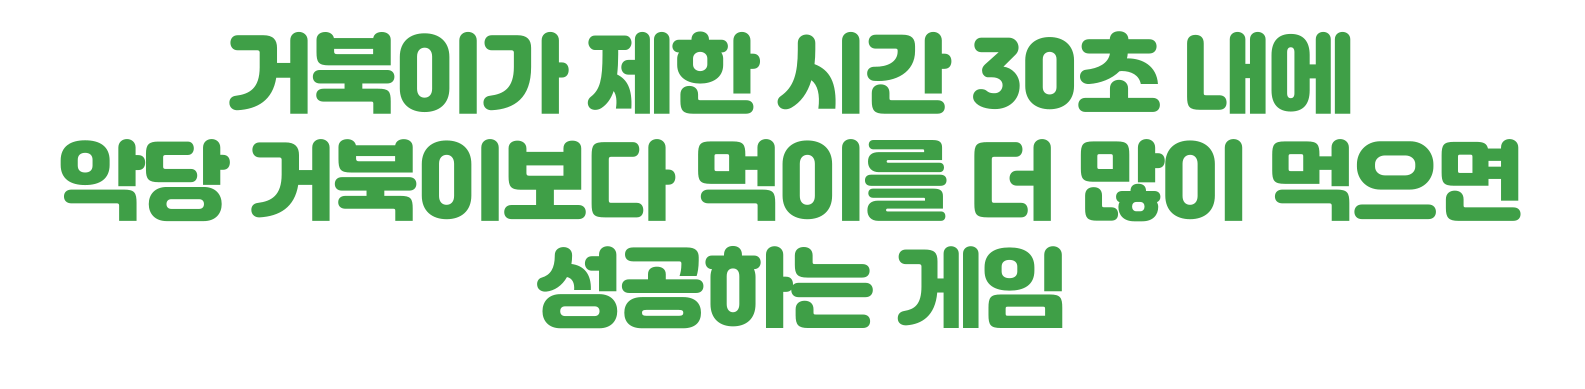 거북이가 제한 시간 30초 내에
악당 거북이보다 먹이를 더 많이 먹으면
성공하는 게임